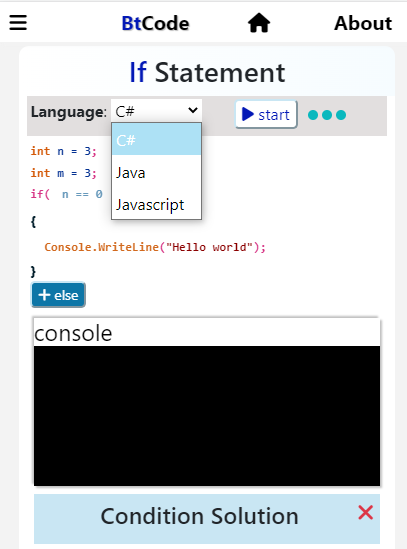 BtCode About
If Statement
Language: C# start
C#
Java
Javascript
int n = 3;
int m = 3;
if( n == 0
{
Console.WriteLine("Hello world");
}
+ else
console
Condition Solution